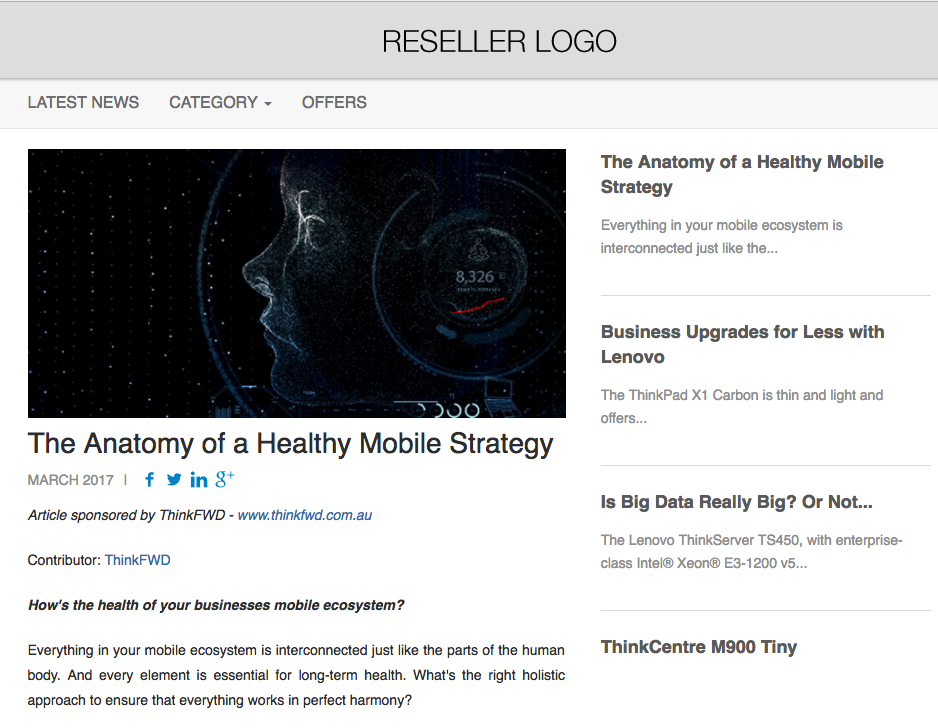 RESELLER LOGO
LATEST NEWS
CATEGORY
OFFERS
8,326
The Anatomy of a Healthy Mobile Strategy
MARCH 2017 |
Article sponsored by ThinkFWD - www.thinkfwd.com.au
Contributor: ThinkFWD
How's the health of your businesses mobile ecosystem?
Everything in your mobile ecosystem is interconnected just like the parts of the human
body. And every element is essential for long-term health. What's the right holistic
approach to ensure that everything works in perfect harmony?
The Anatomy of a Healthy Mobile
Strategy
Everything in your mobile ecosystem is
interconnected just like the...
Business Upgrades for Less with
Lenovo
The ThinkPad X1 Carbon is thin and light and
offers...
Is Big Data Really Big? Or Not...
The Lenovo ThinkServer TS450, with enterprise-
class Intel® Xeon® E3-1200 v5...
ThinkCentre M900 Tiny